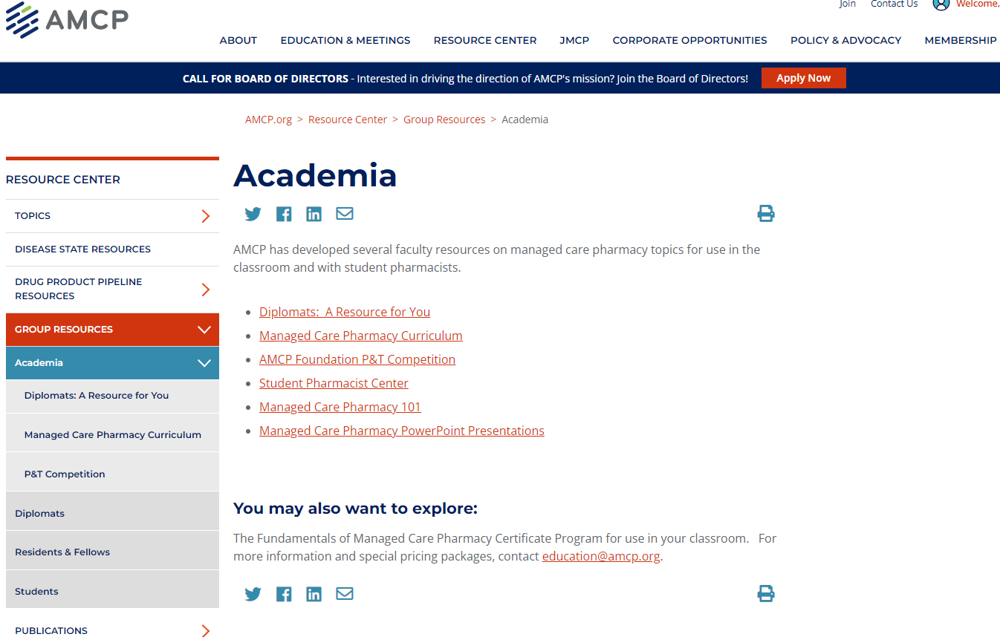 Join Contact Us Welcome,
AMCP
ABOUT EDUCATION & MEETINGS RESOURCE CENTER JMCP CORPORATE OPPORTUNITIES POLICY & ADVOCACY MEMBERSHIP
CALL FOR BOARD OF DIRECTORS - Interested in driving the direction of AMCP's mission? Join the Board of Directors! Apply Now
AMCP.org > Resource Center > Group Resources > Academia
RESOURCE CENTER
TOPICS
DISEASE STATE RESOURCES
DRUG PRODUCT PIPELINE
RESOURCES
GROUP RESOURCES
Academia
Diplomats: A Resource for You
Managed Care Pharmacy Curriculum
P&T Competition
Diplomats
Residents & Fellows
Students
PUBLICATIONS
Academia
AMCP has developed several faculty resources on managed care pharmacy topics for use in the
classroom and with student pharmacists.
Diplomats:  A Resource for You
Managed Care Pharmacy Curriculum
AMCP Foundation P&T Competition
Student Pharmacist Center
Managed Care Pharmacy 101
Managed Care Pharmacy PowerPoint Presentations
You may also want to explore:
The Fundamentals of Managed Care Pharmacy Certificate Program for use in your classroom.   For
more information and special pricing packages, contact education@amcp.org.